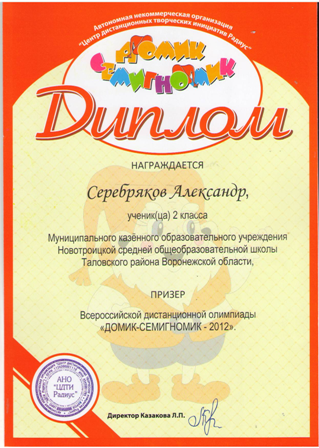 Автономная некоммерческая организация
"Центр дистанционных творческих инициатив Радиус"
ДОМИК
СЕМИГНОМИК
Диплом
НАГРАЖДАЕТСЯ
Серебряков Александр,
ученик(ца) 2 класса
Муниципального казённого образовательного учреждения
Новотроицкой средней общеобразовательной школы
Таловского района Воронежской области,
ПРИЗЕР
Всероссийской дистанционной олимпиады
«ДОМИК-СЕМИГНОМИК - 2012».
АНО
"ЦДТИ
Радиус"
Директор Казакова Л.П.